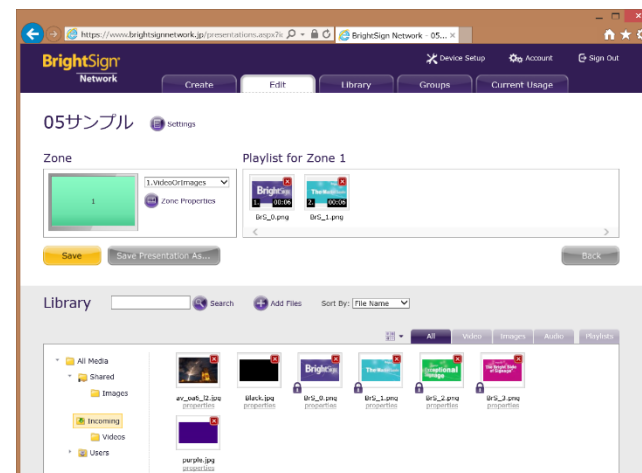 https://www.brightsignnetwork.jp/presentations.aspx?i
BrightSign Network - 05...
BrightSign
Network
Device Setup
Account
Sign Out
Create
Edit
Library
Groups
Current Usage
05サンプル
Settings
Zone
Playlist for Zone 1
1
1.VideoOrImages
Zone Properties
BrightSign
1. 00:06
2. 00:06
BrS_0.png
BrS_1.png
Save
Save Presentation As...
Back
Library
Search
Add Files
Sort By: File Name
All
Video
Images
Audio
Playlists
All Media
Shared
Images
Incoming
Videos
Users
BrightSign
av_oa6_l2.jpg
Black.jpg
BrS_0.png
BrS_1.png
BrS_2.png
BrS_3.png
properties
properties
properties
properties
properties
properties
purple.jpg
properties